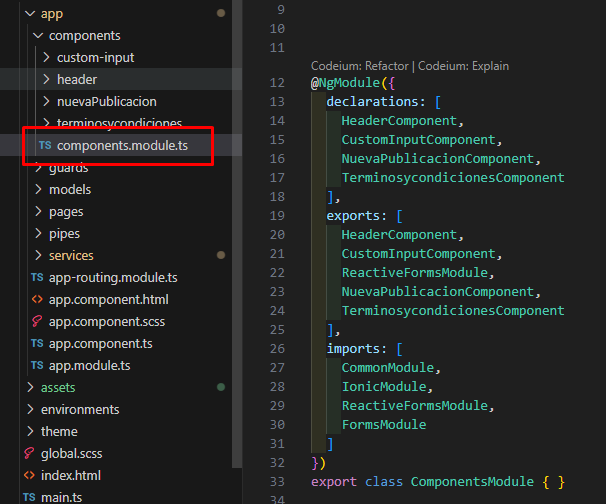 app
components
custom-input
header
nuevaPublicacion
terminosycondiciones
TS components.module.ts
guards
models
pages
pipes
services
TS app-routing.module.ts
<> app.component.html
app.component.scss
TS app.component.ts
TS app.module.ts
assets
environments
theme
global.scss
<> index.html
TS main.ts
9
10
11
Codeium: Refactor | Codeium: Explain
12 @NgModule({
13 declarations: [
14 HeaderComponent,
15 CustomInputComponent,
16 NuevaPublicacionComponent,
17 TerminosycondicionesComponent
18 ],
19 exports: [
20 HeaderComponent,
21 CustomInputComponent,
22 ReactiveFormsModule,
23 NuevaPublicacionComponent,
24 TerminosycondicionesComponent
25 ],
26 imports: [
27 CommonModule,
28 IonicModule,
29 ReactiveFormsModule,
30 FormsModule
31 ]
32 })
33 export class ComponentsModule { }
34